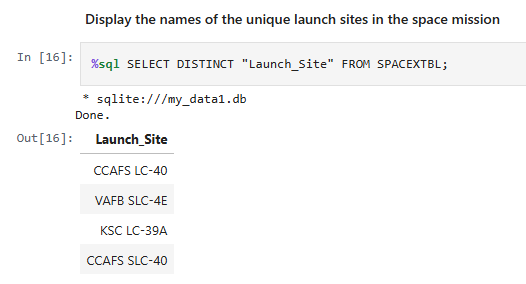 Display the names of the unique launch sites in the space mission
In [16]: %sql SELECT DISTINCT "Launch_Site" FROM SPACEXTBL;
* sqlite:///my_data1.db
Done.
Out[16]: Launch_Site
CCAFS LC-40
VAFB SLC-4E
KSC LC-39A
CCAFS SLC-40